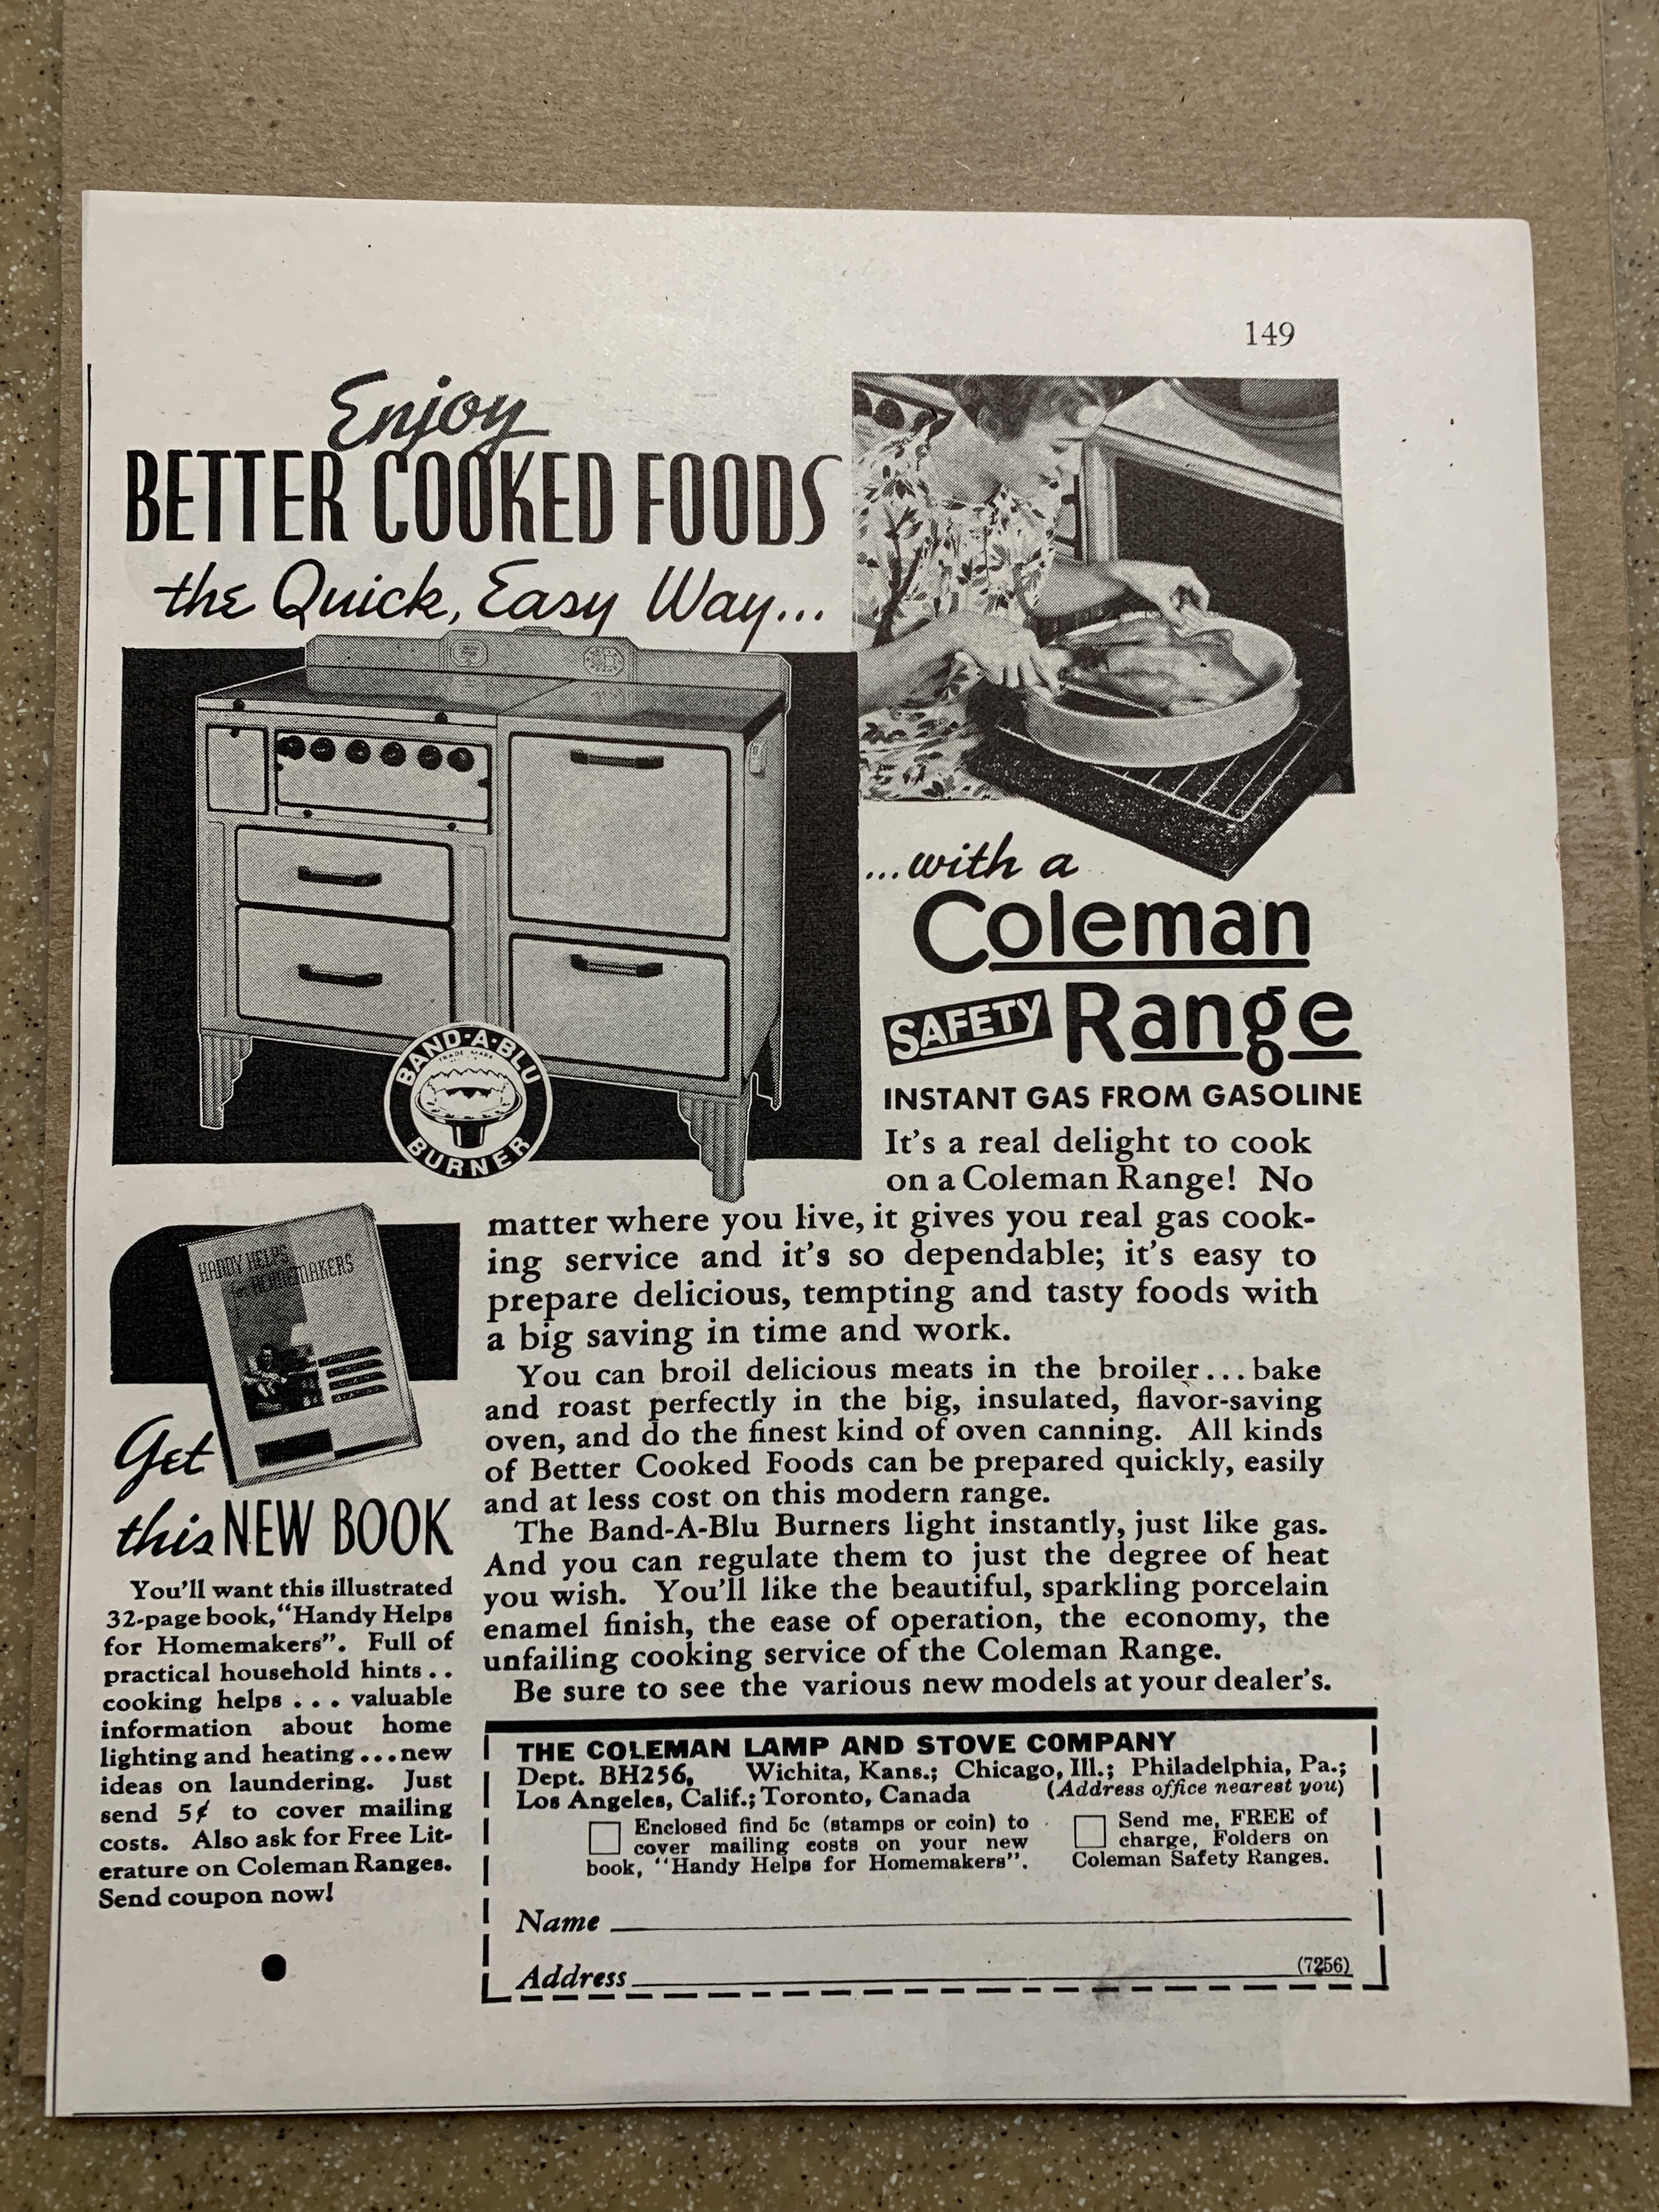 149
Enjoy
BETTER COOKED FOODS
the Quick, Easy Way...
...with a
Coleman
SAFETY Range
INSTANT GAS FROM GASOLINE
BAND-A-BLU
TRADE MARK
BURNER
It's a real delight to cook
on a Coleman Range! No
matter where you live, it gives you real gas cook-
ing service and it's so dependable; it's easy to
prepare delicious, tempting and tasty foods with
a big saving in time and work.
You can broil delicious meats in the broiler... bake
and roast perfectly in the big, insulated, flavor-saving
oven, and do the finest kind of oven canning. All kinds
of Better Cooked Foods can be prepared quickly, easily
and at less cost on this modern range.
The Band-A-Blu Burners light instantly, just like gas.
And you can regulate them to just the degree of heat
you wish. You'll like the beautiful, sparkling porcelain
enamel finish, the ease of operation, the economy, the
unfailing cooking service of the Coleman Range.
Be sure to see the various new models at your dealer's.
HANDY HELPS
for HOMEMAKERS
Get
this NEW BOOK
You'll want this illustrated
32-page book, "Handy Helps
for Homemakers". Full of
practical household hints..
cooking helps ... valuable
information about home
lighting and heating...new
ideas on laundering. Just
send 5¢ to cover mailing
costs. Also ask for Free Lit-
erature on Coleman Ranges.
Send coupon now!
THE COLEMAN LAMP AND STOVE COMPANY
Dept. BH256, Wichita, Kans.; Chicago, Ill.; Philadelphia, Pa.;
Los Angeles, Calif.; Toronto, Canada (Address office nearest you)
Enclosed find 5c (stamps or coin) to
cover mailing costs on your new
book, "Handy Helps for Homemakers".
Send me, FREE of
charge, Folders on
Coleman Safety Ranges.
Name
Address
(7256)